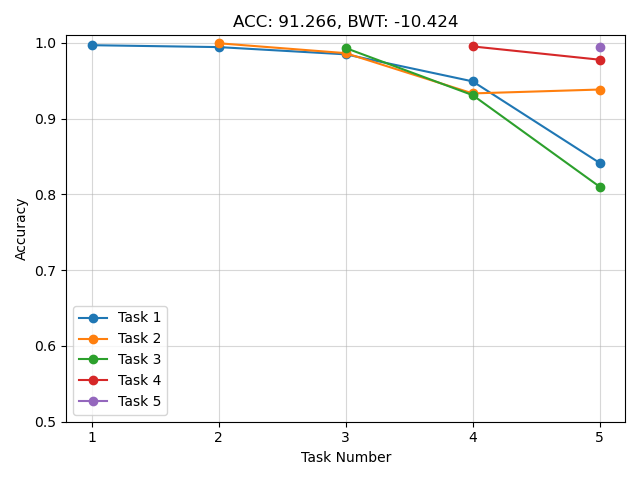 ACC: 91.266, BWT: -10.424
1.0
0.9
0.8
0.7
0.6
0.5
Accuracy
Task 1
Task 2
Task 3
Task 4
Task 5
1 2 3 4 5
Task Number